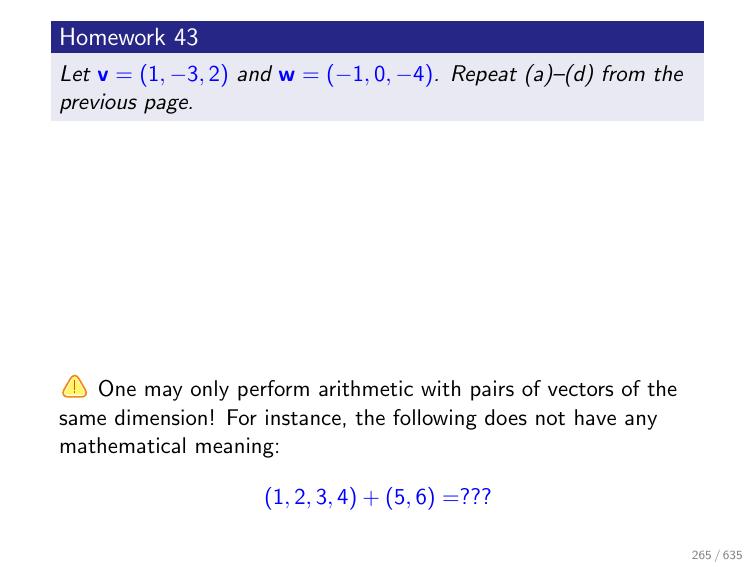 Homework 43
Let v = (1, −3, 2) and w = (−1, 0, −4). Repeat (a)–(d) from the
previous page.
! One may only perform arithmetic with pairs of vectors of the
same dimension! For instance, the following does not have any
mathematical meaning:
(1, 2, 3, 4) + (5, 6) =???
265 / 635